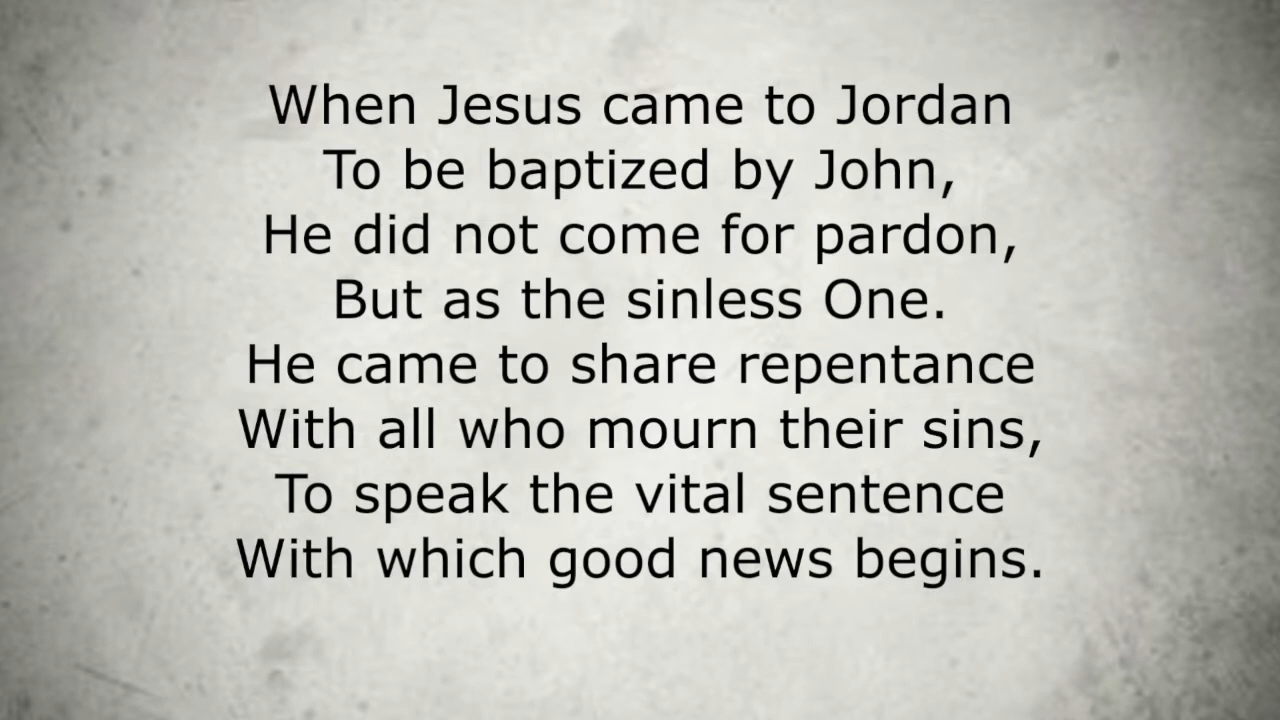 When Jesus came to Jordan
To be baptized by John,
He did not come for pardon,
But as the sinless One.
He came to share repentance
With all who mourn their sins,
To speak the vital sentence
With which good news begins.